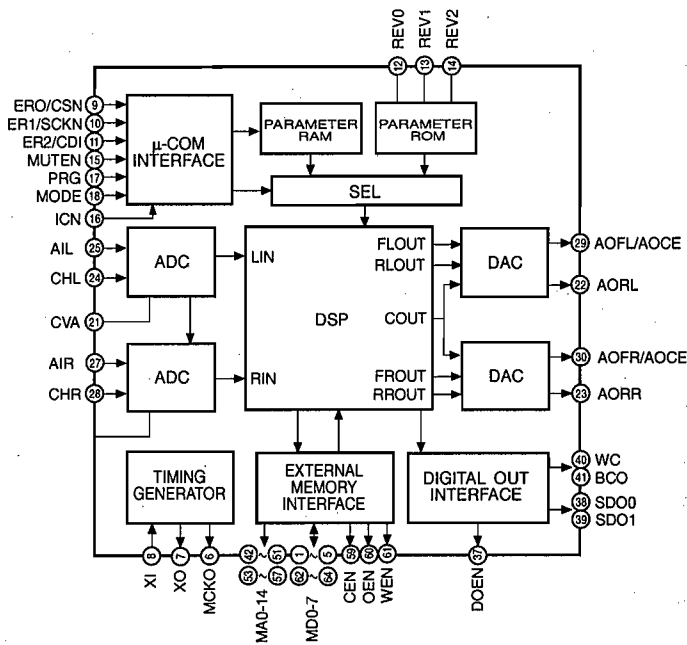 REV0
REV1
REV2
12
13
14
ERO/CSN 9
ER1/SCKN 10
ER2/CDI 11
MUTEN 15
PRG 17
MODE 18
ICN 16
μ-COM
INTERFACE
PARAMETER
RAM
PARAMETER
ROM
SEL
AIL 25
CHL 24
CVA 21
AIR 27
CHR 28
ADC
ADC
LIN
RIN
DSP
FLOUT
RLOUT
COUT
FROUT
RROUT
DAC
DAC
29 AOFL/AOCE
22 AORL
30 AOFR/AOCE
23 AORR
TIMING
GENERATOR
EXTERNAL
MEMORY
INTERFACE
DIGITAL OUT
INTERFACE
40 WC
41 BCO
38 SDO0
39 SDO1
8
7
6
42 ~ 51
53 ~ 57
1 ~ 5
62 ~ 64
59
60
61
37
XI
XO
MCKO
MA0-14
MD0-7
CEN
OEN
WEN
DOEN